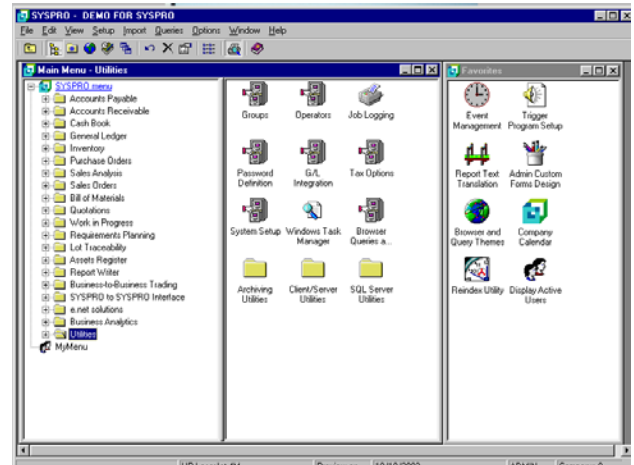 SYSPRO - DEMO FOR SYSPRO
File Edit View Setup Import Queries Options Window Help
Main Menu - Utilities
SYSPRO menu
Accounts Payable
Accounts Receivable
Cash Book
General Ledger
Inventory
Purchase Orders
Sales Analysis
Sales Orders
Bill of Materials
Quotations
Work in Progress
Requirements Planning
Lot Traceability
Assets Register
Report Writer
Business-to-Business Trading
SYSPRO to SYSPRO Interface
e.net solutions
Business Analytics
Utilities
MyMenu
Groups
Operators
Job Logging
Password
Definition
G/L
Integration
Tax Options
System Setup
Windows Task
Manager
Browser
Queries a...
Archiving
Utilities
Client/Server
Utilities
SQL Server
Utilities
Favorites
Event
Management
Trigger
Program Setup
Report Text
Translation
Admin Custom
Forms Design
Browser and
Query Themes
Company
Calendar
Reindex Utility
Display Active
Users